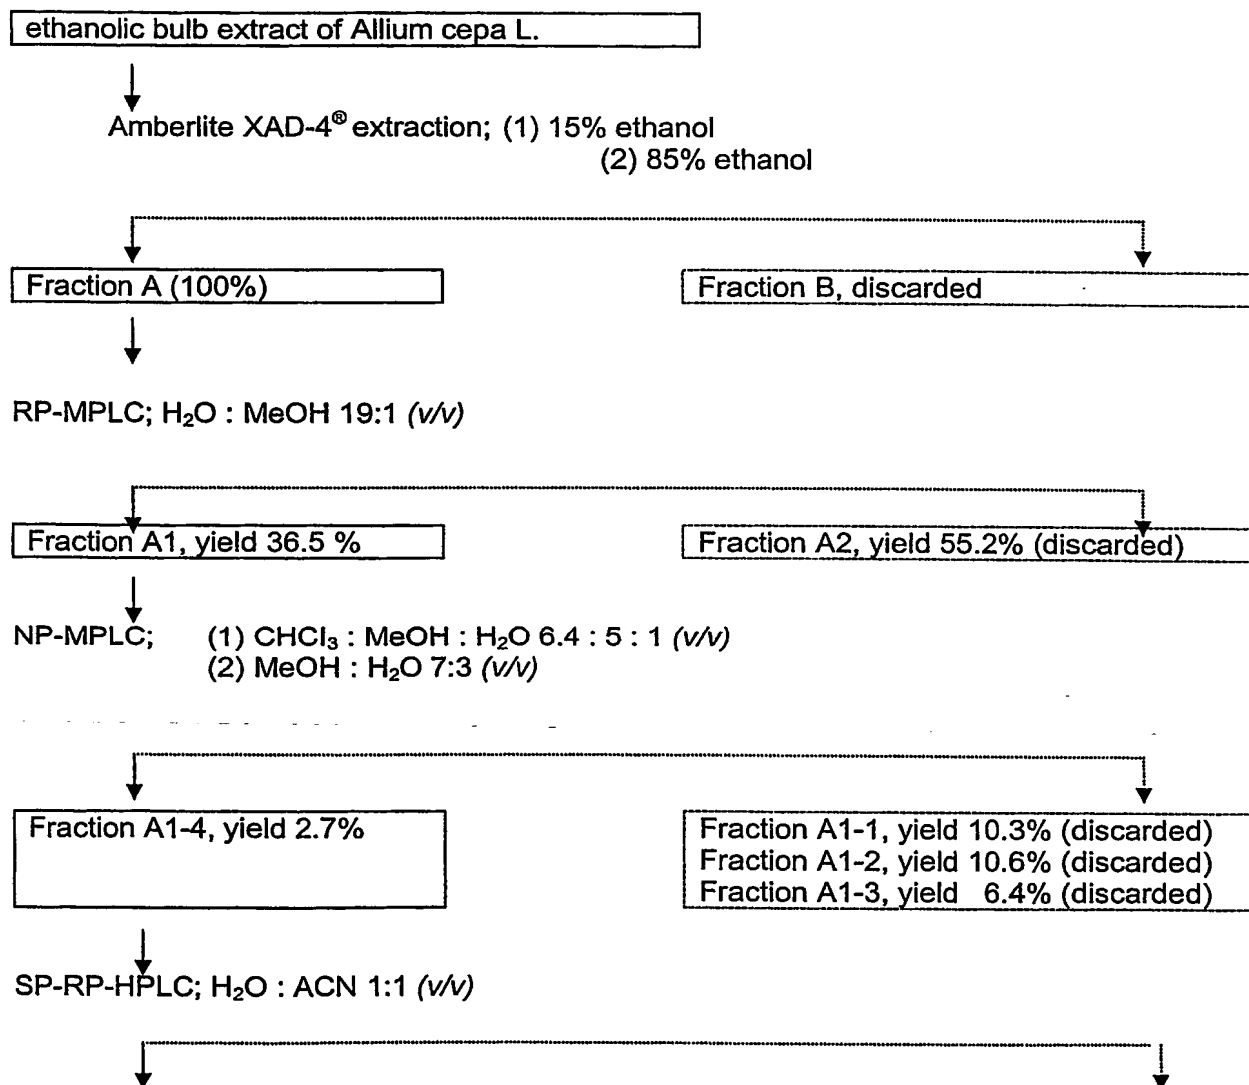 ethanolic bulb extract of Allium cepa L.
Amberlite XAD-4® extraction; (1) 15% ethanol
(2) 85% ethanol
Fraction A (100%)
Fraction B, discarded
RP-MPLC; H₂O : MeOH 19:1 (v/v)
Fraction A1, yield 36.5 %
Fraction A2, yield 55.2% (discarded)
NP-MPLC; (1) CHCl₃ : MeOH : H₂O 6.4 : 5 : 1 (v/v)
(2) MeOH : H₂O 7:3 (v/v)
Fraction A1-4, yield 2.7%
Fraction A1-1, yield 10.3% (discarded)
Fraction A1-2, yield 10.6% (discarded)
Fraction A1-3, yield 6.4% (discarded)
SP-RP-HPLC; H₂O : ACN 1:1 (v/v)